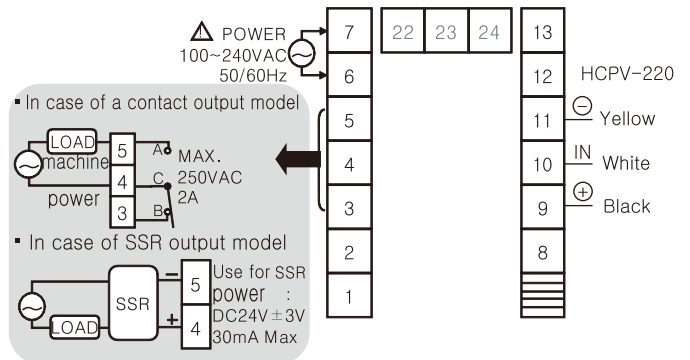 ⚠ POWER
100~240VAC
50/60Hz
7
6
5
4
3
2
1
22 23 24
13
12
11
10
9
8
HCPV-220
⊖ Yellow
IN White
⊕ Black
▪ In case of a contact output model
LOAD
machine
power
5
4
3
A
C
B
MAX.
250VAC
2A
▪ In case of SSR output model
SSR
LOAD
−
+
5
4
Use for SSR
power :
DC24V±3V
30mA Max